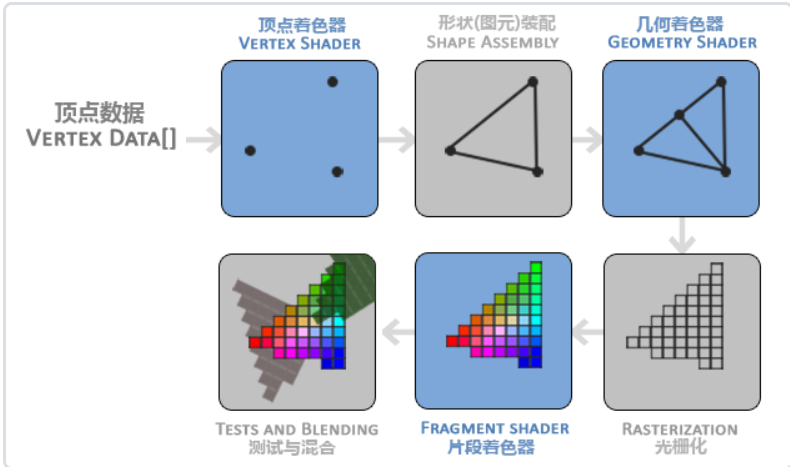 顶点着色器
VERTEX SHADER
形状(图元)装配
SHAPE ASSEMBLY
几何着色器
GEOMETRY SHADER
顶点数据
VERTEX DATA[]
TESTS AND BLENDING
测试与混合
FRAGMENT SHADER
片段着色器
RASTERIZATION
光栅化